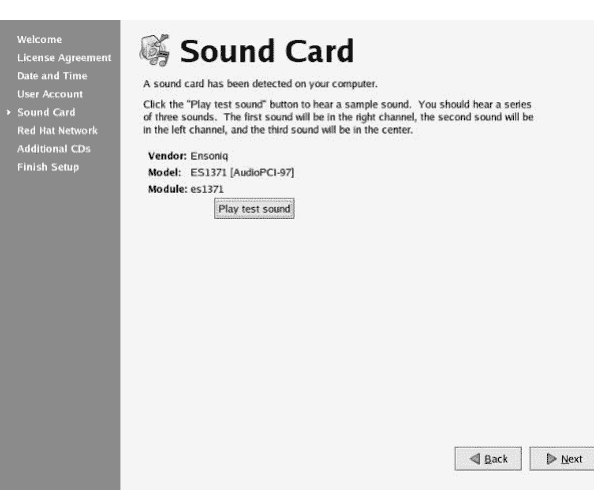 Welcome
License Agreement
Date and Time
User Account
Sound Card
Red Hat Network
Additional CDs
Finish Setup
Sound Card
A sound card has been detected on your computer.
Click the "Play test sound" button to hear a sample sound. You should hear a series
of three sounds. The first sound will be in the right channel, the second sound will be
in the left channel, and the third sound will be in the center.
Vendor: Ensoniq
Model: ES1371 [AudioPCI-97]
Module: es1371
Play test sound
Back
Next